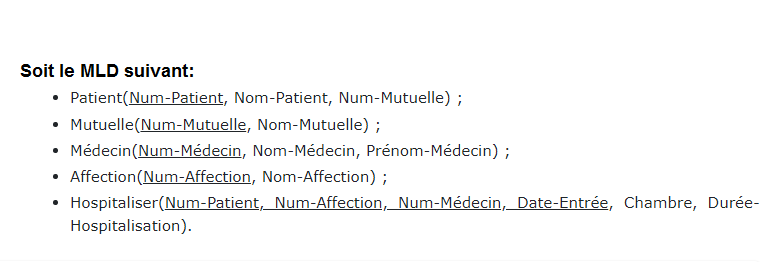 Soit le MLD suivant:
• Patient(Num-Patient, Nom-Patient, Num-Mutuelle) ;
• Mutuelle(Num-Mutuelle, Nom-Mutuelle) ;
• Médecin(Num-Médecin, Nom-Médecin, Prénom-Médecin) ;
• Affection(Num-Affection, Nom-Affection) ;
• Hospitaliser(Num-Patient, Num-Affection, Num-Médecin, Date-Entrée, Chambre, Durée-
Hospitalisation).